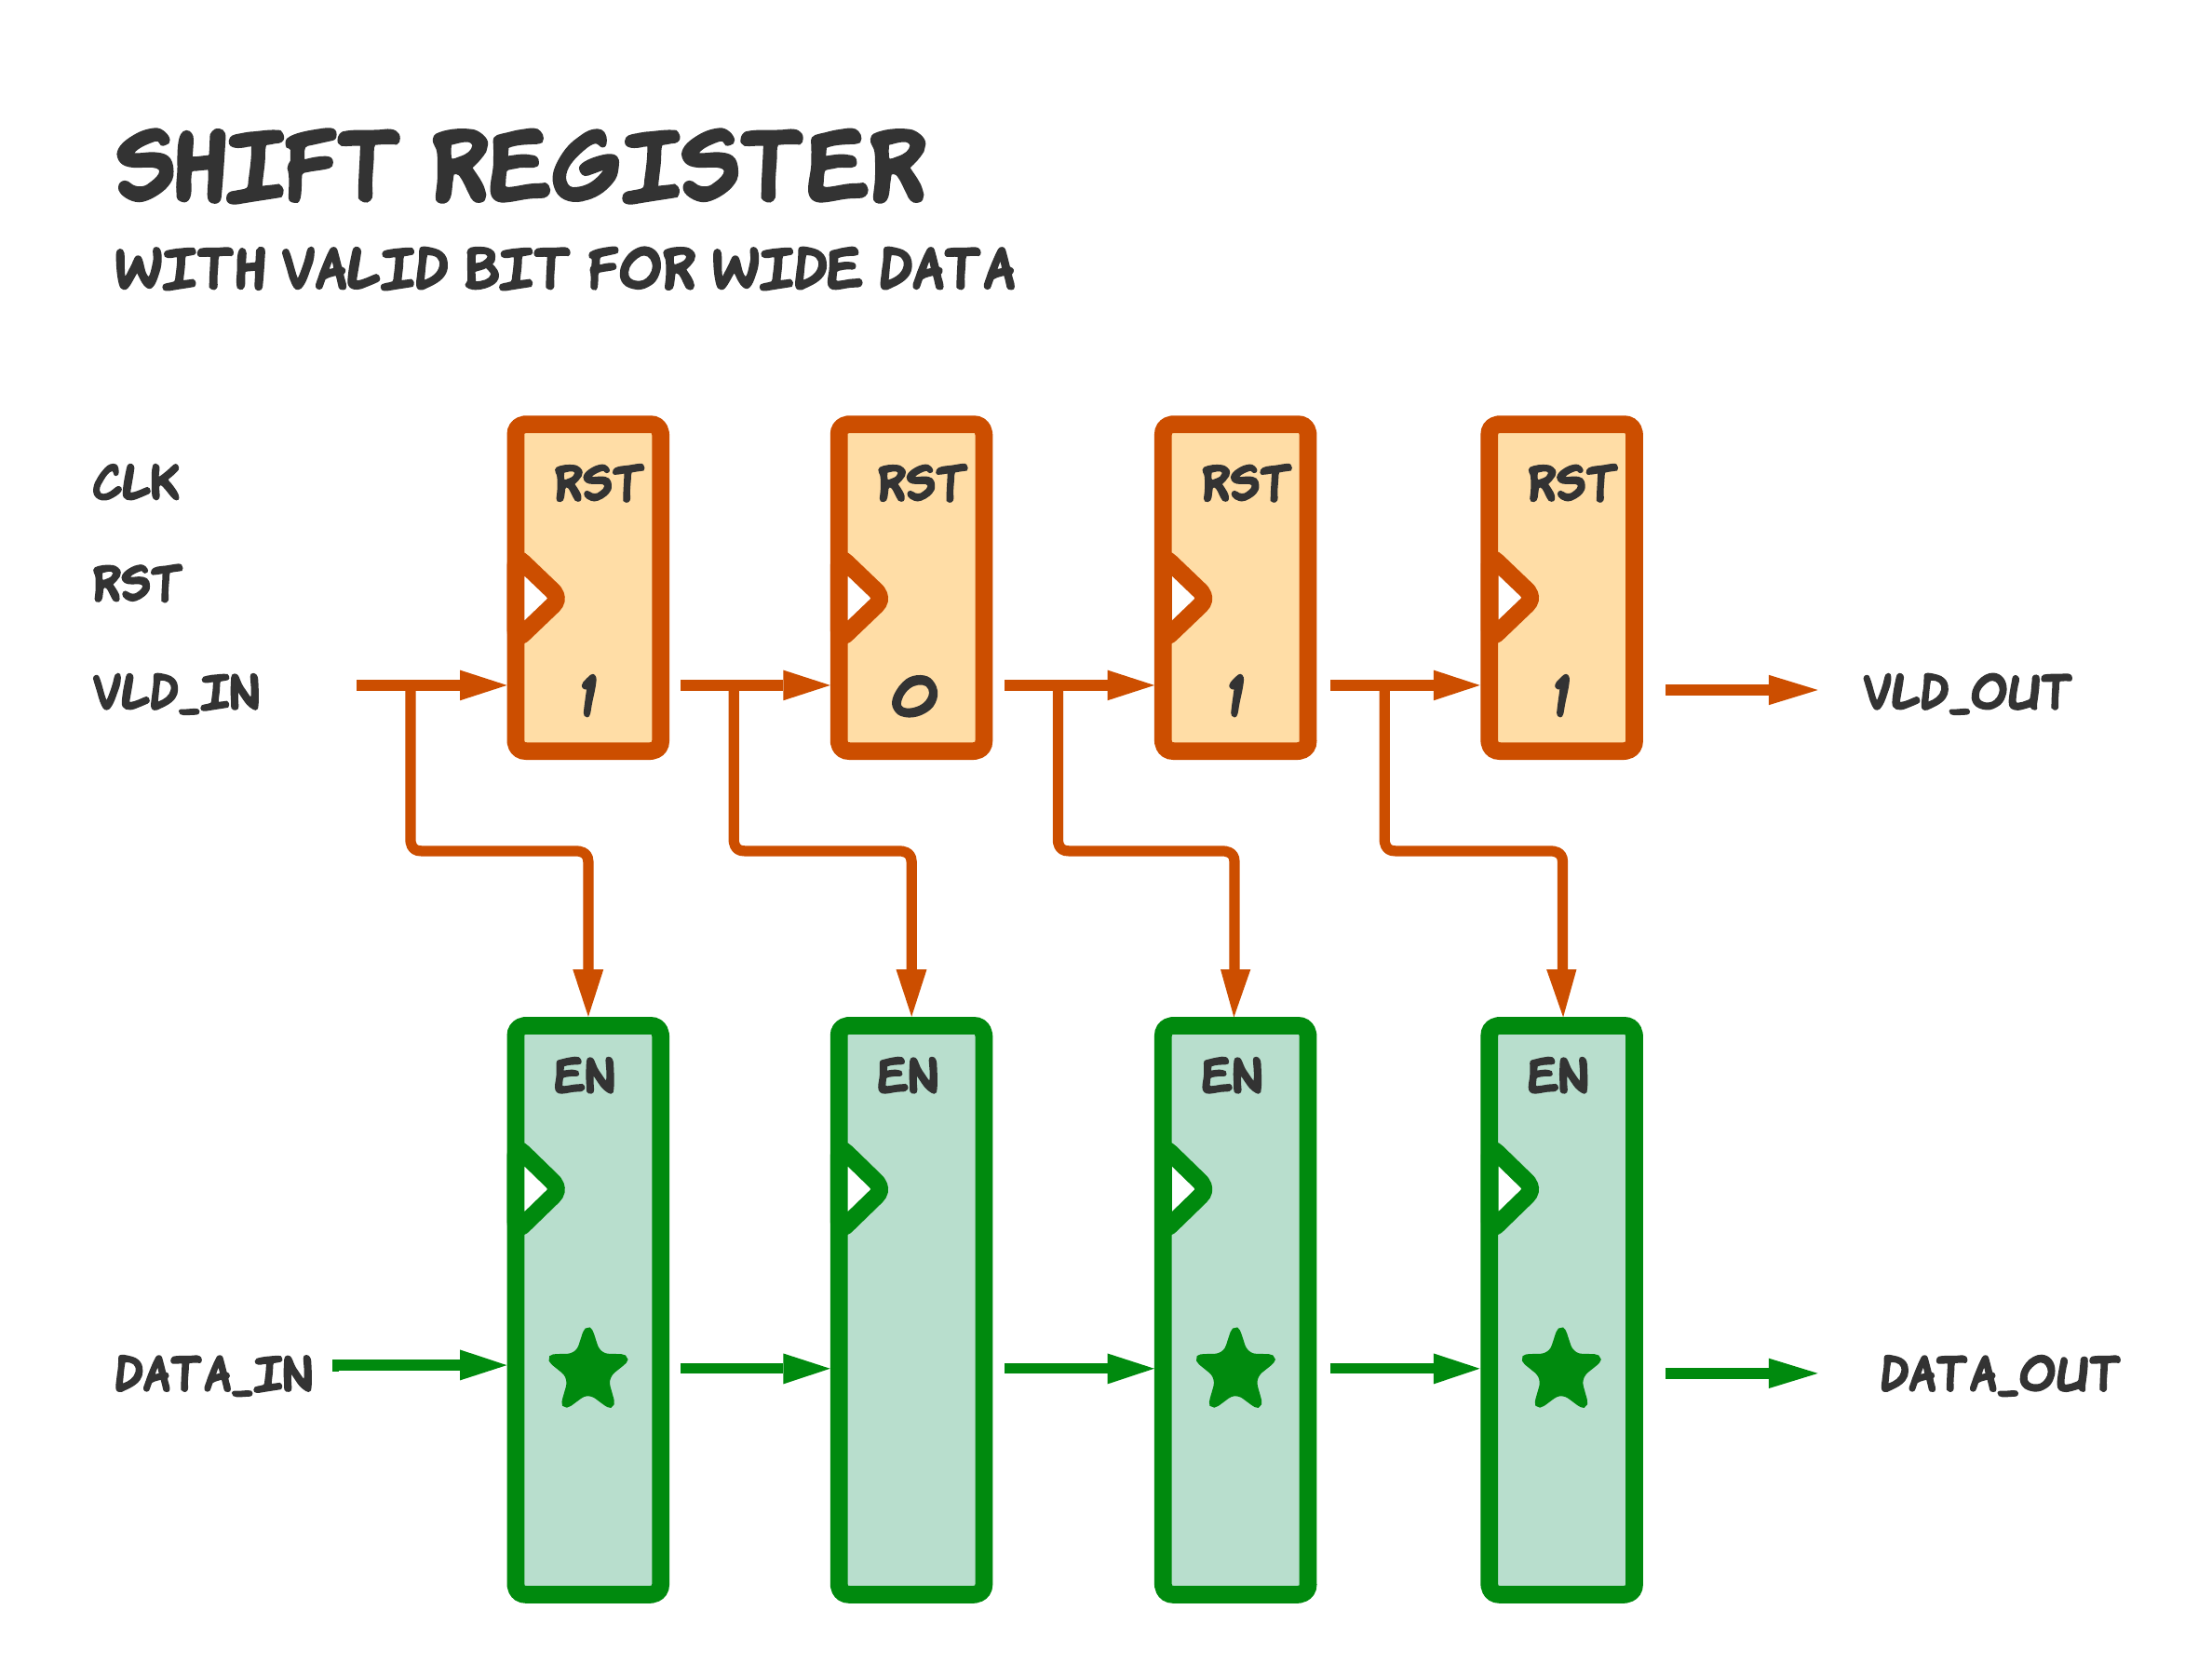 SHIFT REGISTER
WITH VALID BIT FOR WIDE DATA
CLK
RST RST RST RST
RST
VLD_IN
1 0 1 1
VLD_OUT
EN EN EN EN
DATA_IN
DATA_OUT